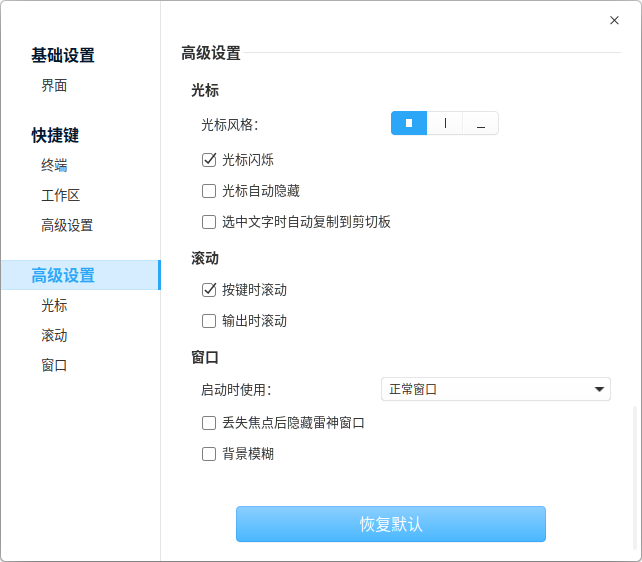 基础设置
界面
快捷键
终端
工作区
高级设置
高级设置
光标
滚动
窗口
高级设置
光标
光标风格:
光标闪烁
光标自动隐藏
选中文字时自动复制到剪切板
滚动
按键时滚动
输出时滚动
窗口
启动时使用: 正常窗口
丢失焦点后隐藏雷神窗口
背景模糊
恢复默认